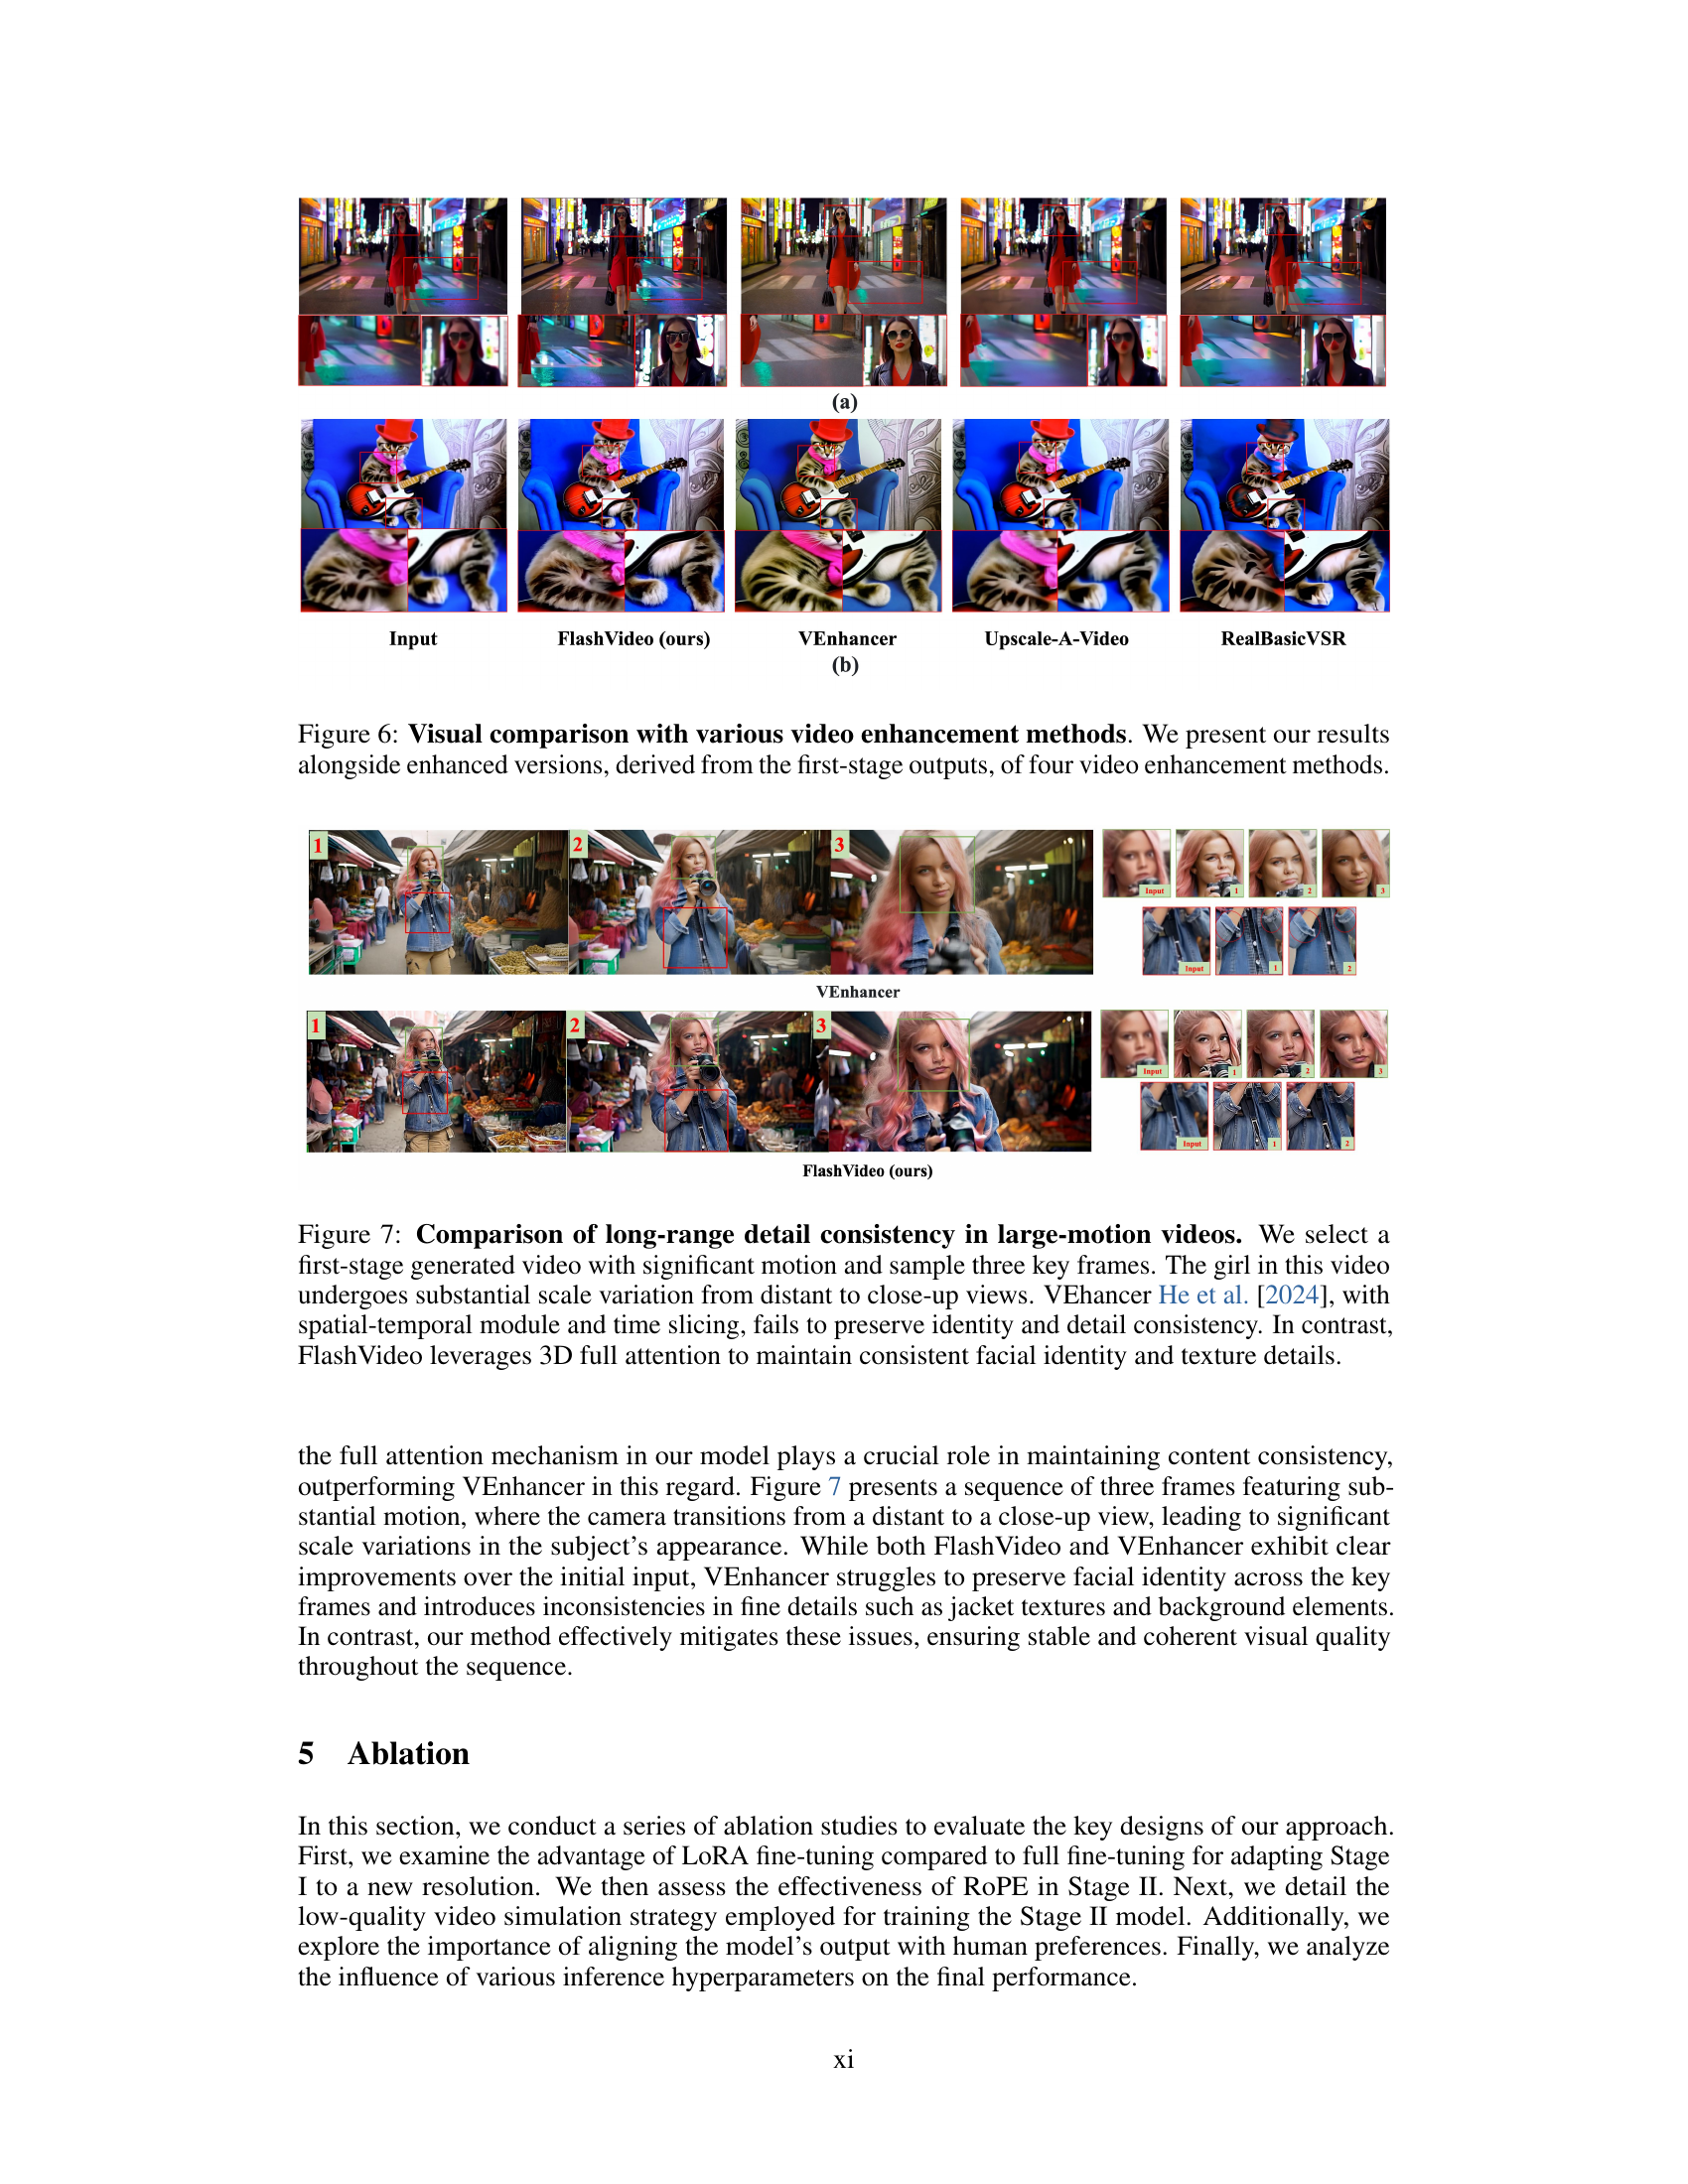 (a)
Input FlashVideo (ours) VEnhancer Upscale-A-Video RealBasicVSR
(b)
Figure 6: Visual comparison with various video enhancement methods. We present our results
alongside enhanced versions, derived from the first-stage outputs, of four video enhancement methods.
1 2 3
Input 1 2 3
Input 1 2
VEnhancer
1 2 3
Input 1 2 3
Input 1 2
FlashVideo (ours)
Figure 7: Comparison of long-range detail consistency in large-motion videos. We select a
first-stage generated video with significant motion and sample three key frames. The girl in this video
undergoes substantial scale variation from distant to close-up views. VEhancer He et al. [2024], with
spatial-temporal module and time slicing, fails to preserve identity and detail consistency. In contrast,
FlashVideo leverages 3D full attention to maintain consistent facial identity and texture details.
the full attention mechanism in our model plays a crucial role in maintaining content consistency,
outperforming VEnhancer in this regard. Figure 7 presents a sequence of three frames featuring sub-
stantial motion, where the camera transitions from a distant to a close-up view, leading to significant
scale variations in the subject's appearance. While both FlashVideo and VEnhancer exhibit clear
improvements over the initial input, VEnhancer struggles to preserve facial identity across the key
frames and introduces inconsistencies in fine details such as jacket textures and background elements.
In contrast, our method effectively mitigates these issues, ensuring stable and coherent visual quality
throughout the sequence.
5 Ablation
In this section, we conduct a series of ablation studies to evaluate the key designs of our approach.
First, we examine the advantage of LoRA fine-tuning compared to full fine-tuning for adapting Stage
I to a new resolution. We then assess the effectiveness of RoPE in Stage II. Next, we detail the
low-quality video simulation strategy employed for training the Stage II model. Additionally, we
explore the importance of aligning the model's output with human preferences. Finally, we analyze
the influence of various inference hyperparameters on the final performance.
xi